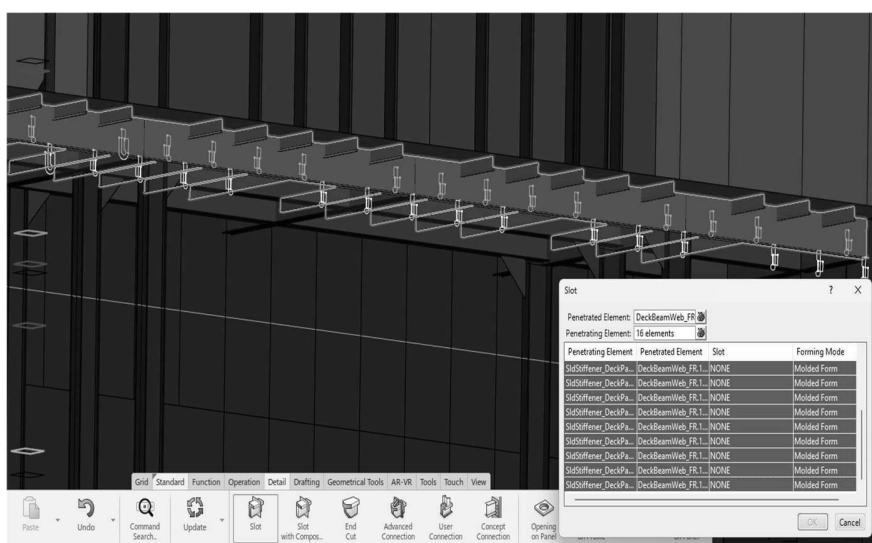 Slot ? X
Penetrated Element: DeckBeamWeb_FR
Penetrating Element: 16 elements
Penetrating Element Penetrated Element Slot Forming Mode
SldStiffener_DeckPa... DeckBeamWeb_FR.1... NONE Molded Form
SldStiffener_DeckPa... DeckBeamWeb_FR.1... NONE Molded Form
SldStiffener_DeckPa... DeckBeamWeb_FR.1... NONE Molded Form
SldStiffener_DeckPa... DeckBeamWeb_FR.1... NONE Molded Form
SldStiffener_DeckPa... DeckBeamWeb_FR.1... NONE Molded Form
SldStiffener_DeckPa... DeckBeamWeb_FR.1... NONE Molded Form
SldStiffener_DeckPa... DeckBeamWeb_FR.1... NONE Molded Form
SldStiffener_DeckPa... DeckBeamWeb_FR.1... NONE Molded Form
SldStiffener_DeckPa... DeckBeamWeb_FR.1... NONE Molded Form
OK Cancel
Grid Standard Function Operation Detail Drafting Geometrical Tools AR-VR Tools Touch View
Paste Undo Command Search.. Update Slot Slot with Compos... End Cut Advanced Connection User Connection Concept Connection Opening on Panel